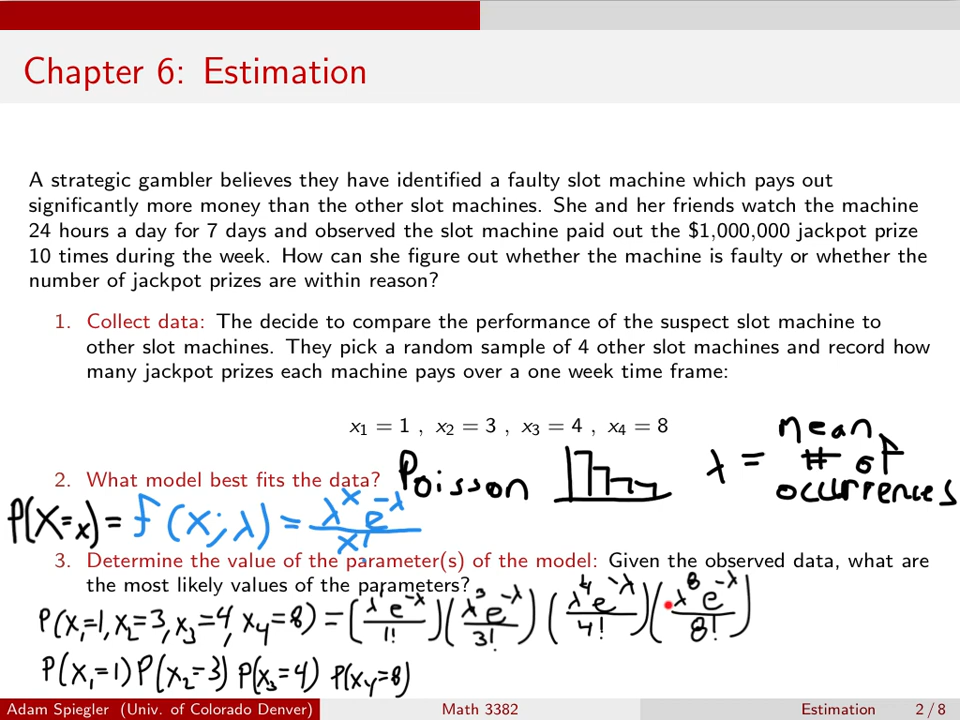 Chapter 6: Estimation
A strategic gambler believes they have identified a faulty slot machine which pays out
significantly more money than the other slot machines. She and her friends watch the machine
24 hours a day for 7 days and observed the slot machine paid out the $1,000,000 jackpot prize
10 times during the week. How can she figure out whether the machine is faulty or whether the
number of jackpot prizes are within reason?
1. Collect data: The decide to compare the performance of the suspect slot machine to
other slot machines. They pick a random sample of 4 other slot machines and record how
many jackpot prizes each machine pays over a one week time frame:
x₁ = 1 , x₂ = 3 , x₃ = 4 , x₄ = 8
2. What model best fits the data? Poisson λ = mean # of occurrences
P(X=x) = f(x;λ) = λ^x e^-λ / x!
3. Determine the value of the parameter(s) of the model: Given the observed data, what are
the most likely values of the parameters?
P(X₁=1, X₂=3, X₃=4, X₄=8) = (λ¹e^-λ / 1!) (λ³e^-λ / 3!) (λ⁴e^-λ / 4!) (λ⁸e^-λ / 8!)
P(X₁=1) P(X₂=3) P(X₃=4) P(X₄=8)
Adam Spiegler (Univ. of Colorado Denver) Math 3382 Estimation 2 / 8